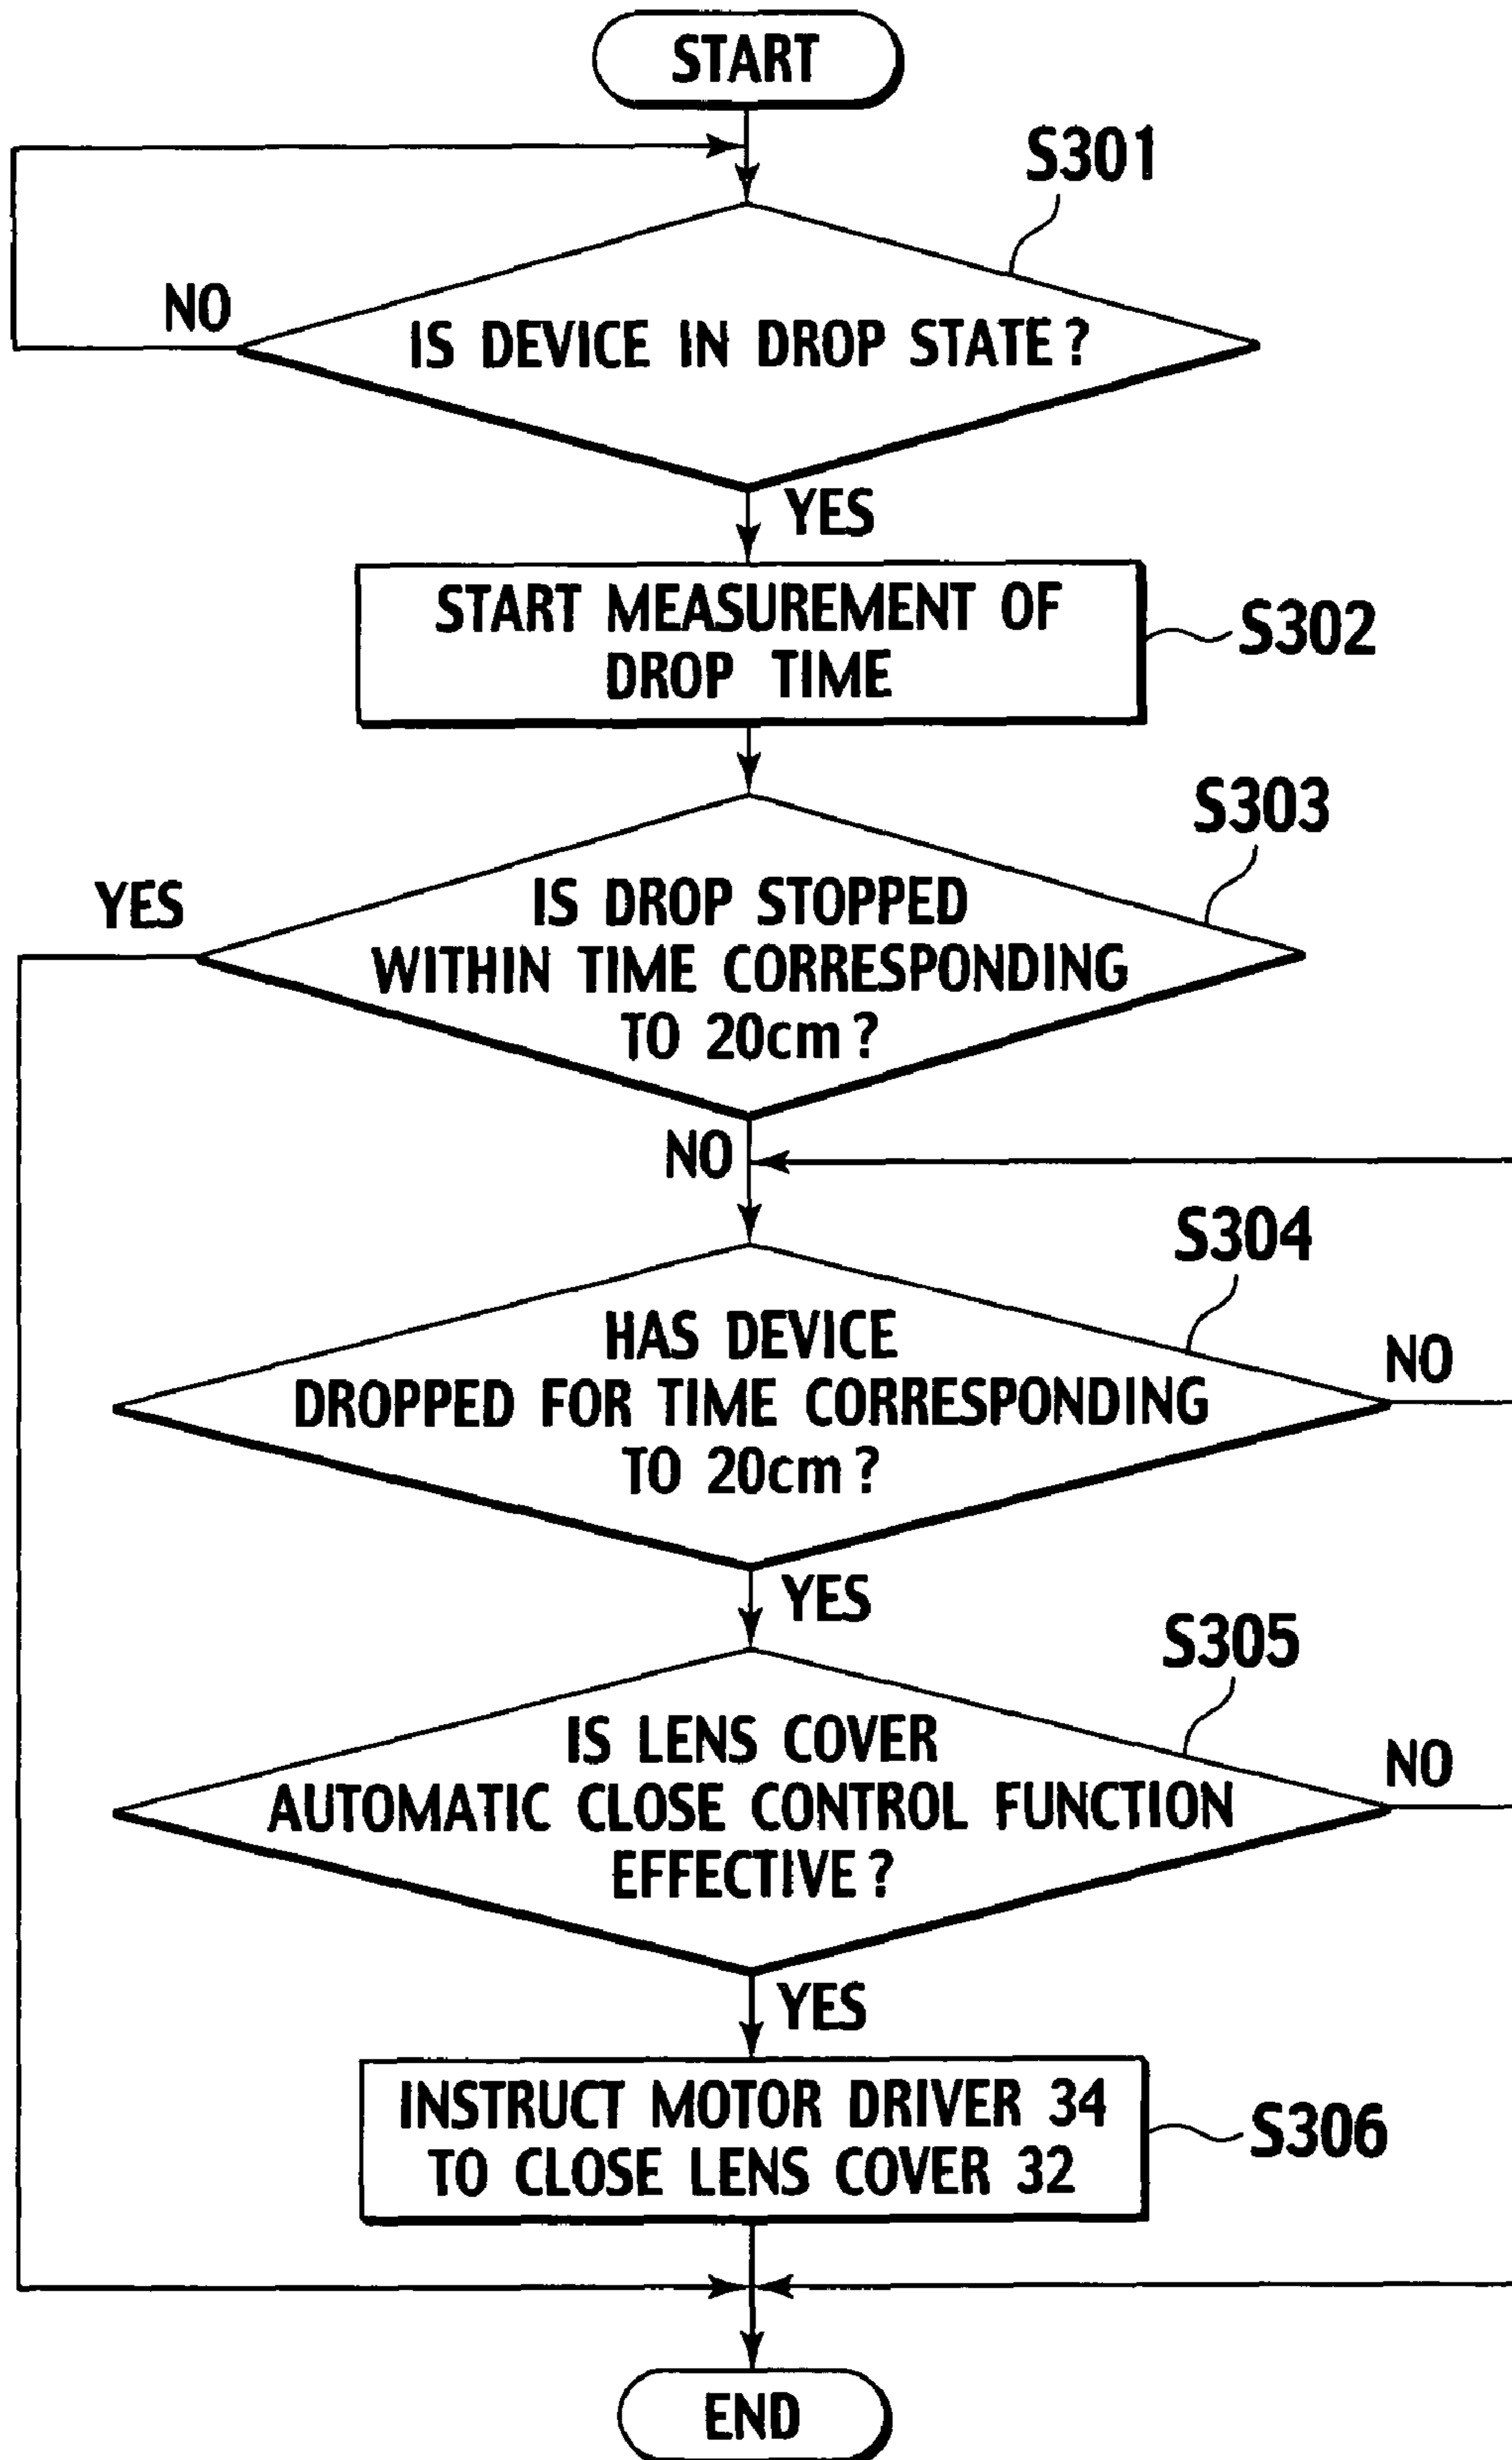 START
S301
NO
IS DEVICE IN DROP STATE?
YES
START MEASUREMENT OF
DROP TIME
S302
S303
YES
IS DROP STOPPED
WITHIN TIME CORRESPONDING
TO 20cm?
NO
S304
HAS DEVICE
DROPPED FOR TIME CORRESPONDING
TO 20cm?
NO
YES
S305
IS LENS COVER
AUTOMATIC CLOSE CONTROL FUNCTION
EFFECTIVE?
NO
YES
INSTRUCT MOTOR DRIVER 34
TO CLOSE LENS COVER 32
S306
END